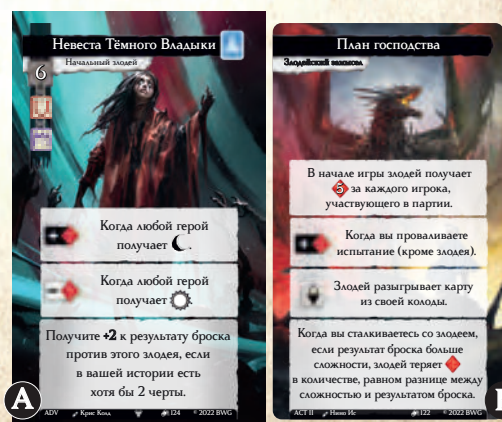 Невеста Тёмного Владыки
Начальный злодей
6
Когда любой герой
получает
Когда любой герой
получает
Получите +2 к результату броска
против этого злодея, если
в вашей истории есть
хотя бы 2 черты.
A
ADV Крис Колд 124 © 2022 BWG
План господства
Злодейский замысел
В начале игры злодей получает
5 за каждого игрока,
участвующего в партии.
Когда вы проваливаете
испытание (кроме злодея).
Злодей разыгрывает карту
из своей колоды.
Когда вы сталкиваетесь со злодеем,
если результат броска больше
сложности, злодей теряет
в количестве, равном разнице между
сложностью и результатом броска.
ACT II Нино Ис 122 © 2022 BWG